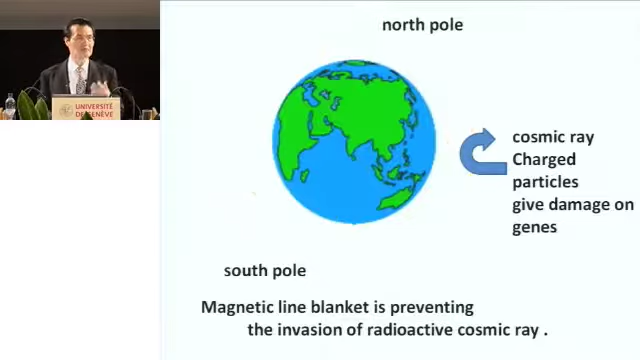 north pole
UNIVERSITÉ
DE GENÈVE
cosmic ray
Charged
particles
give damage on
genes
south pole
Magnetic line blanket is preventing
the invasion of radioactive cosmic ray .